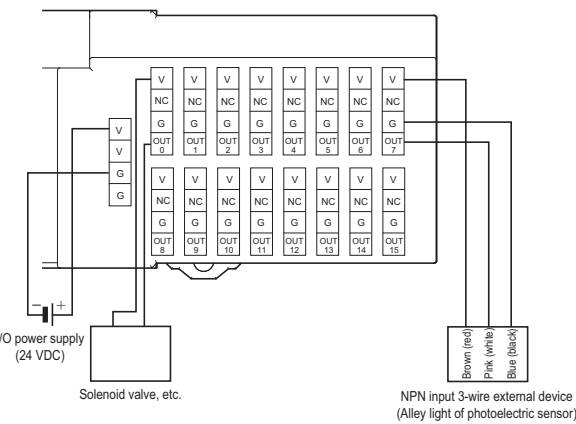 V V V V V V V V
NC NC NC NC NC NC NC NC
G G G G G G G G
OUT 0 OUT 1 OUT 2 OUT 3 OUT 4 OUT 5 OUT 6 OUT 7
V
V
G
G
V V V V V V V V
NC NC NC NC NC NC NC NC
G G G G G G G G
OUT 8 OUT 9 OUT 10 OUT 11 OUT 12 OUT 13 OUT 14 OUT 15
– +
/O power supply
(24 VDC)
Solenoid valve, etc.
Brown (red)
Pink (white)
Blue (black)
NPN input 3-wire external device
(Alley light of photoelectric sensor)